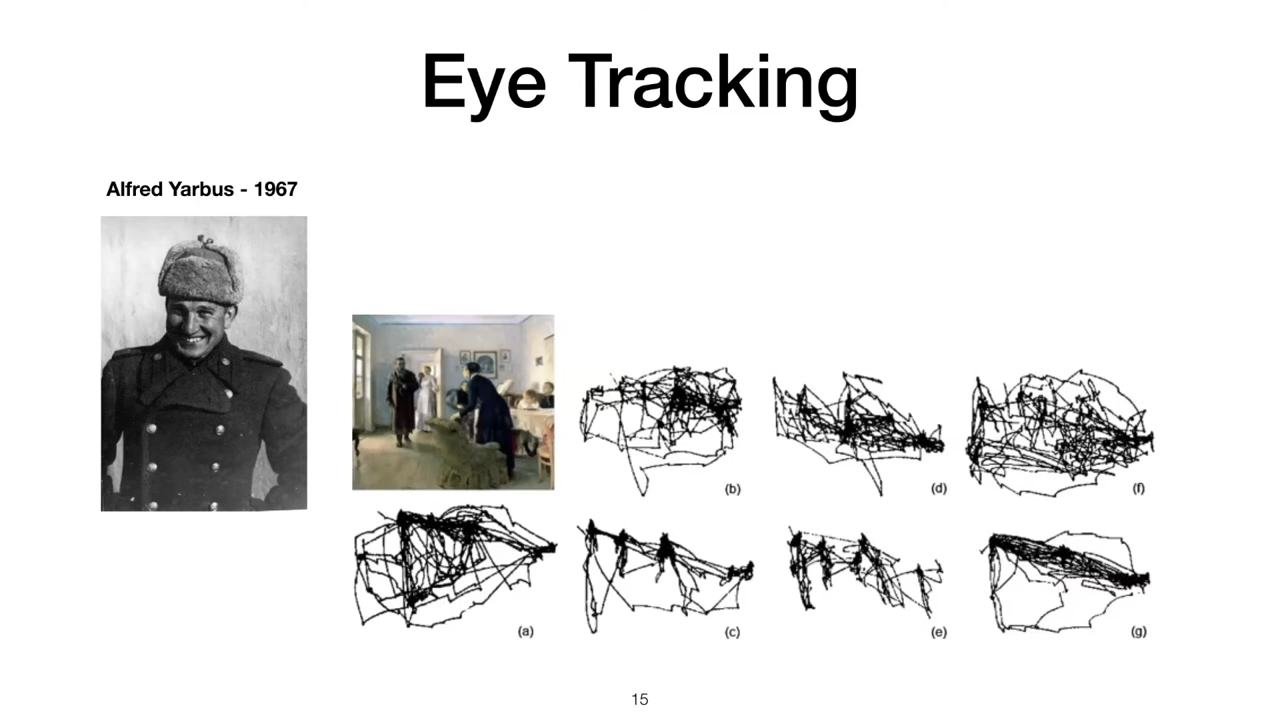 Eye Tracking
Alfred Yarbus - 1967
(b)
(d)
(f)
(a)
(c)
(e)
(g)
15